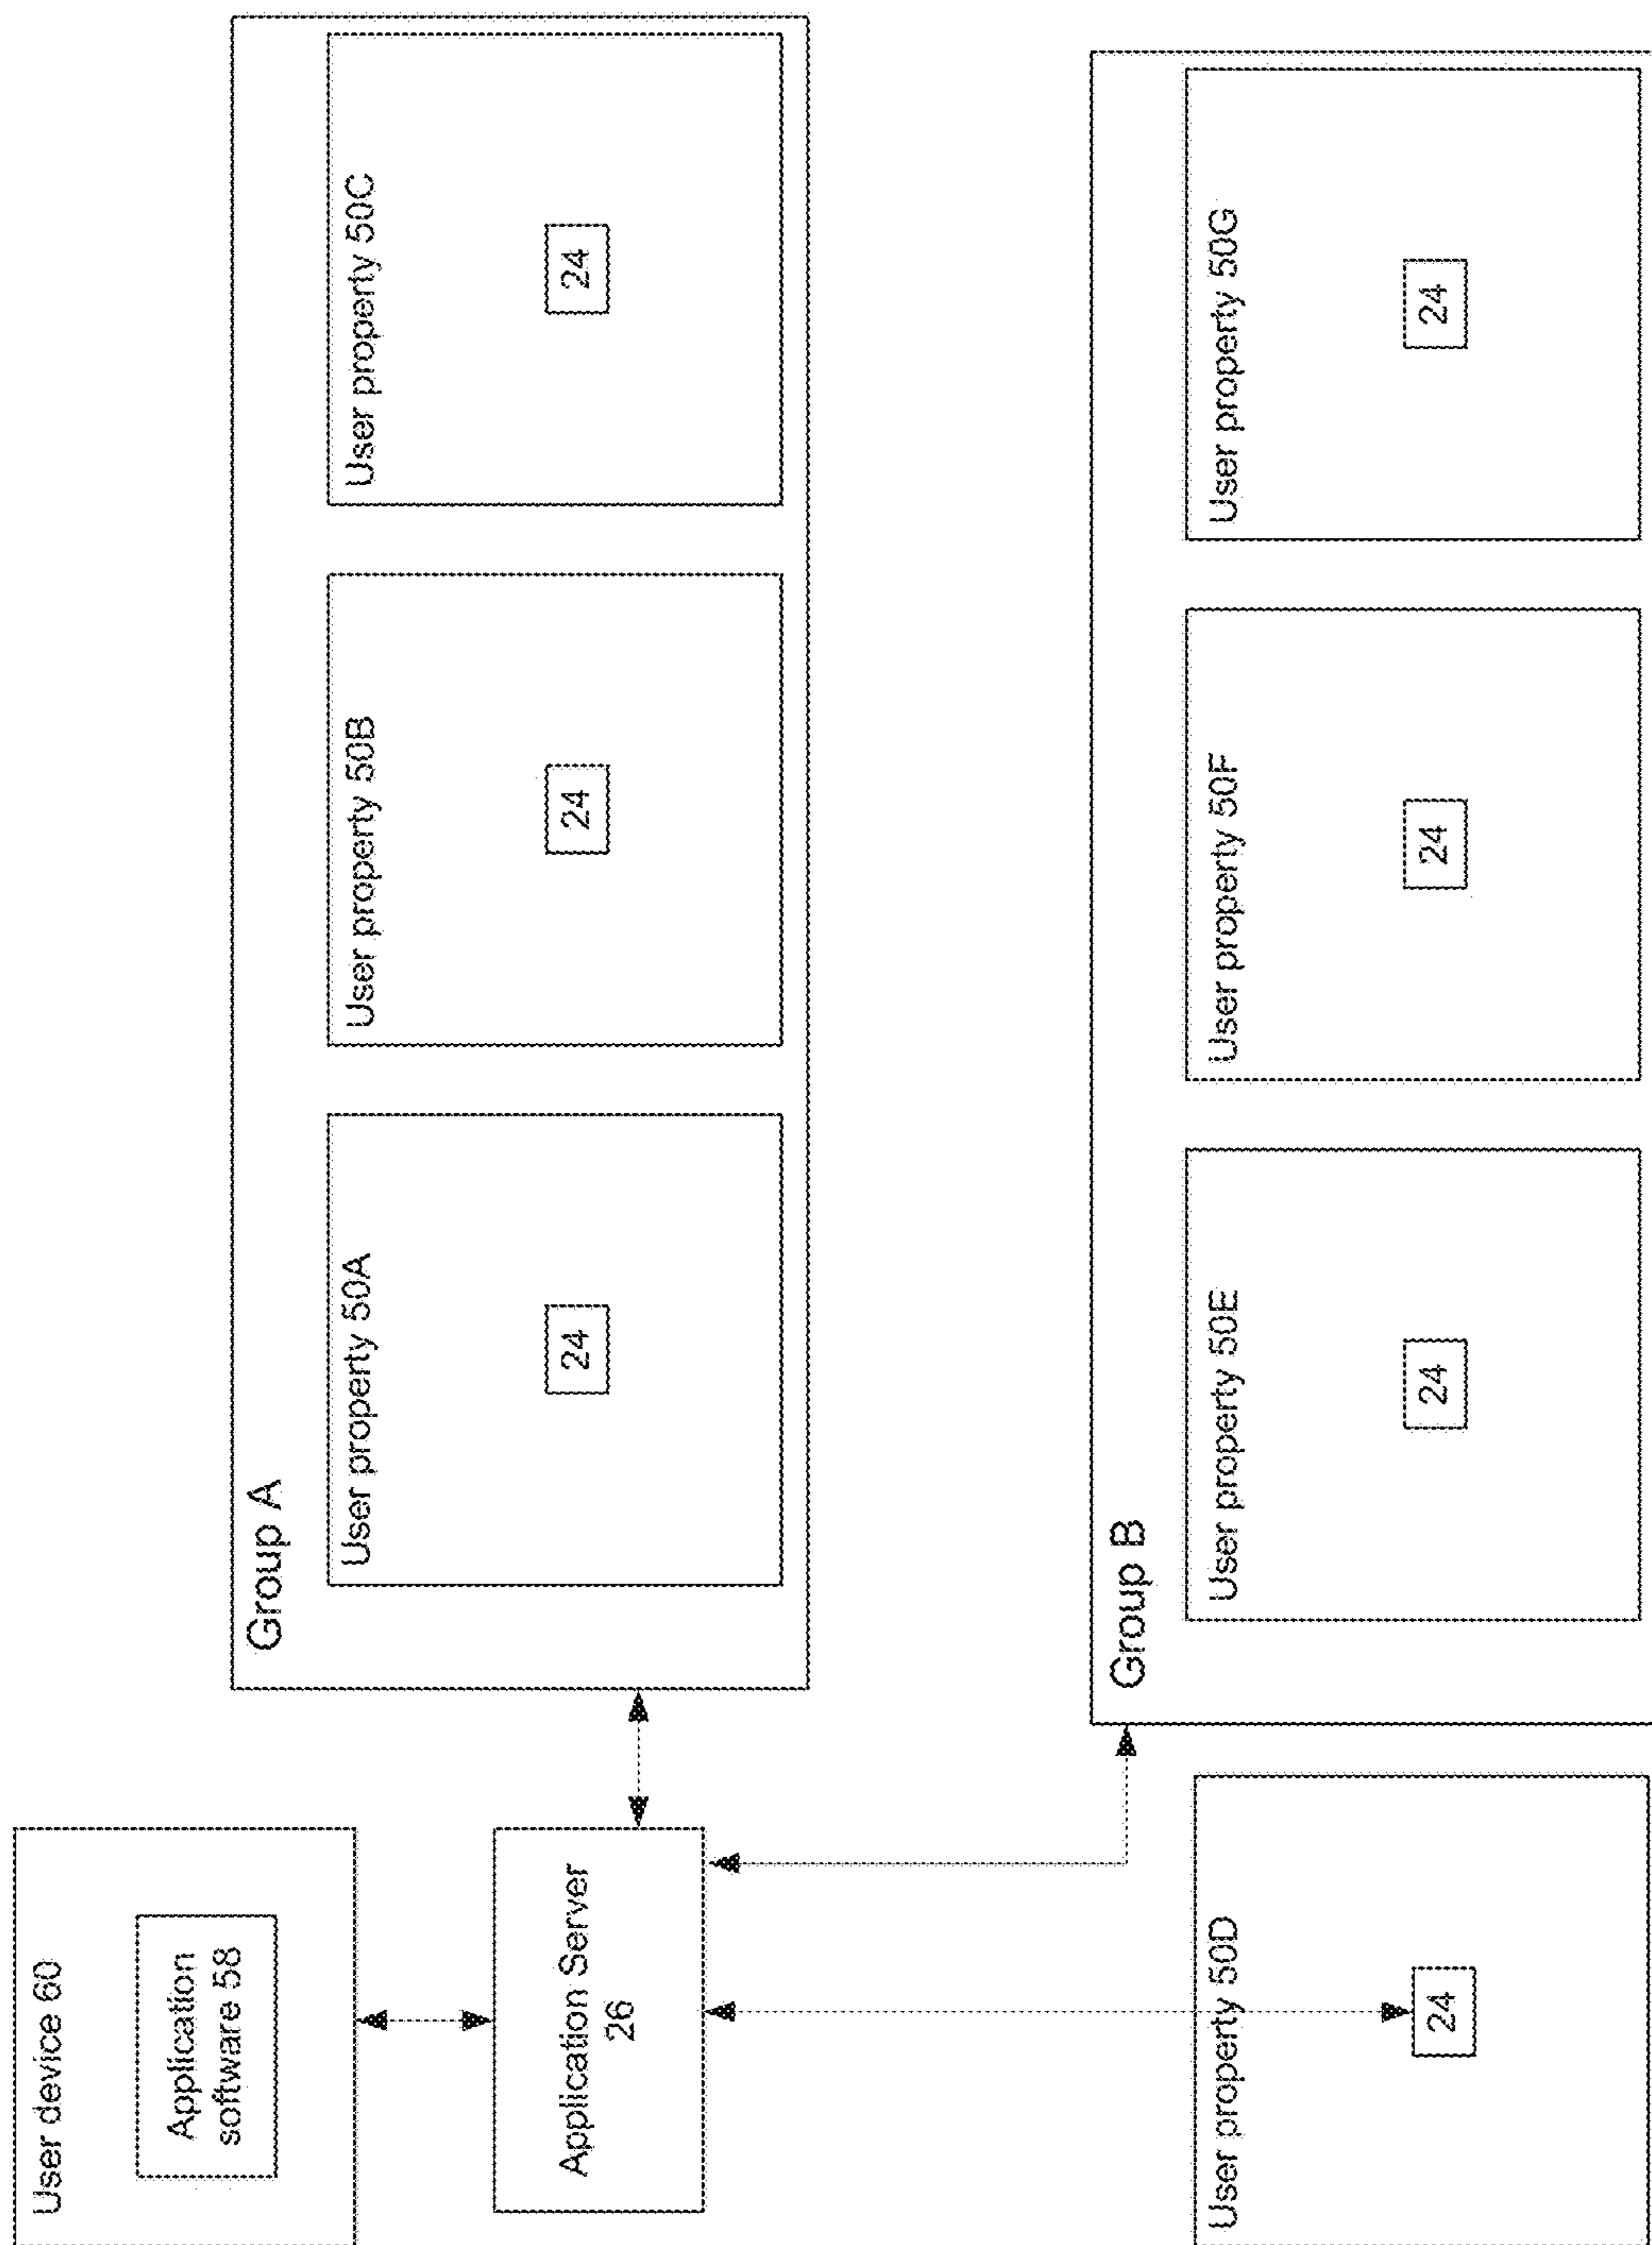 User device 60
Application
software 58
Application Server
26
Group A
User property 50A
24
User property 50B
24
User property 50C
24
User property 50D
24
Group B
User property 50E
24
User property 50F
24
User property 50G
24